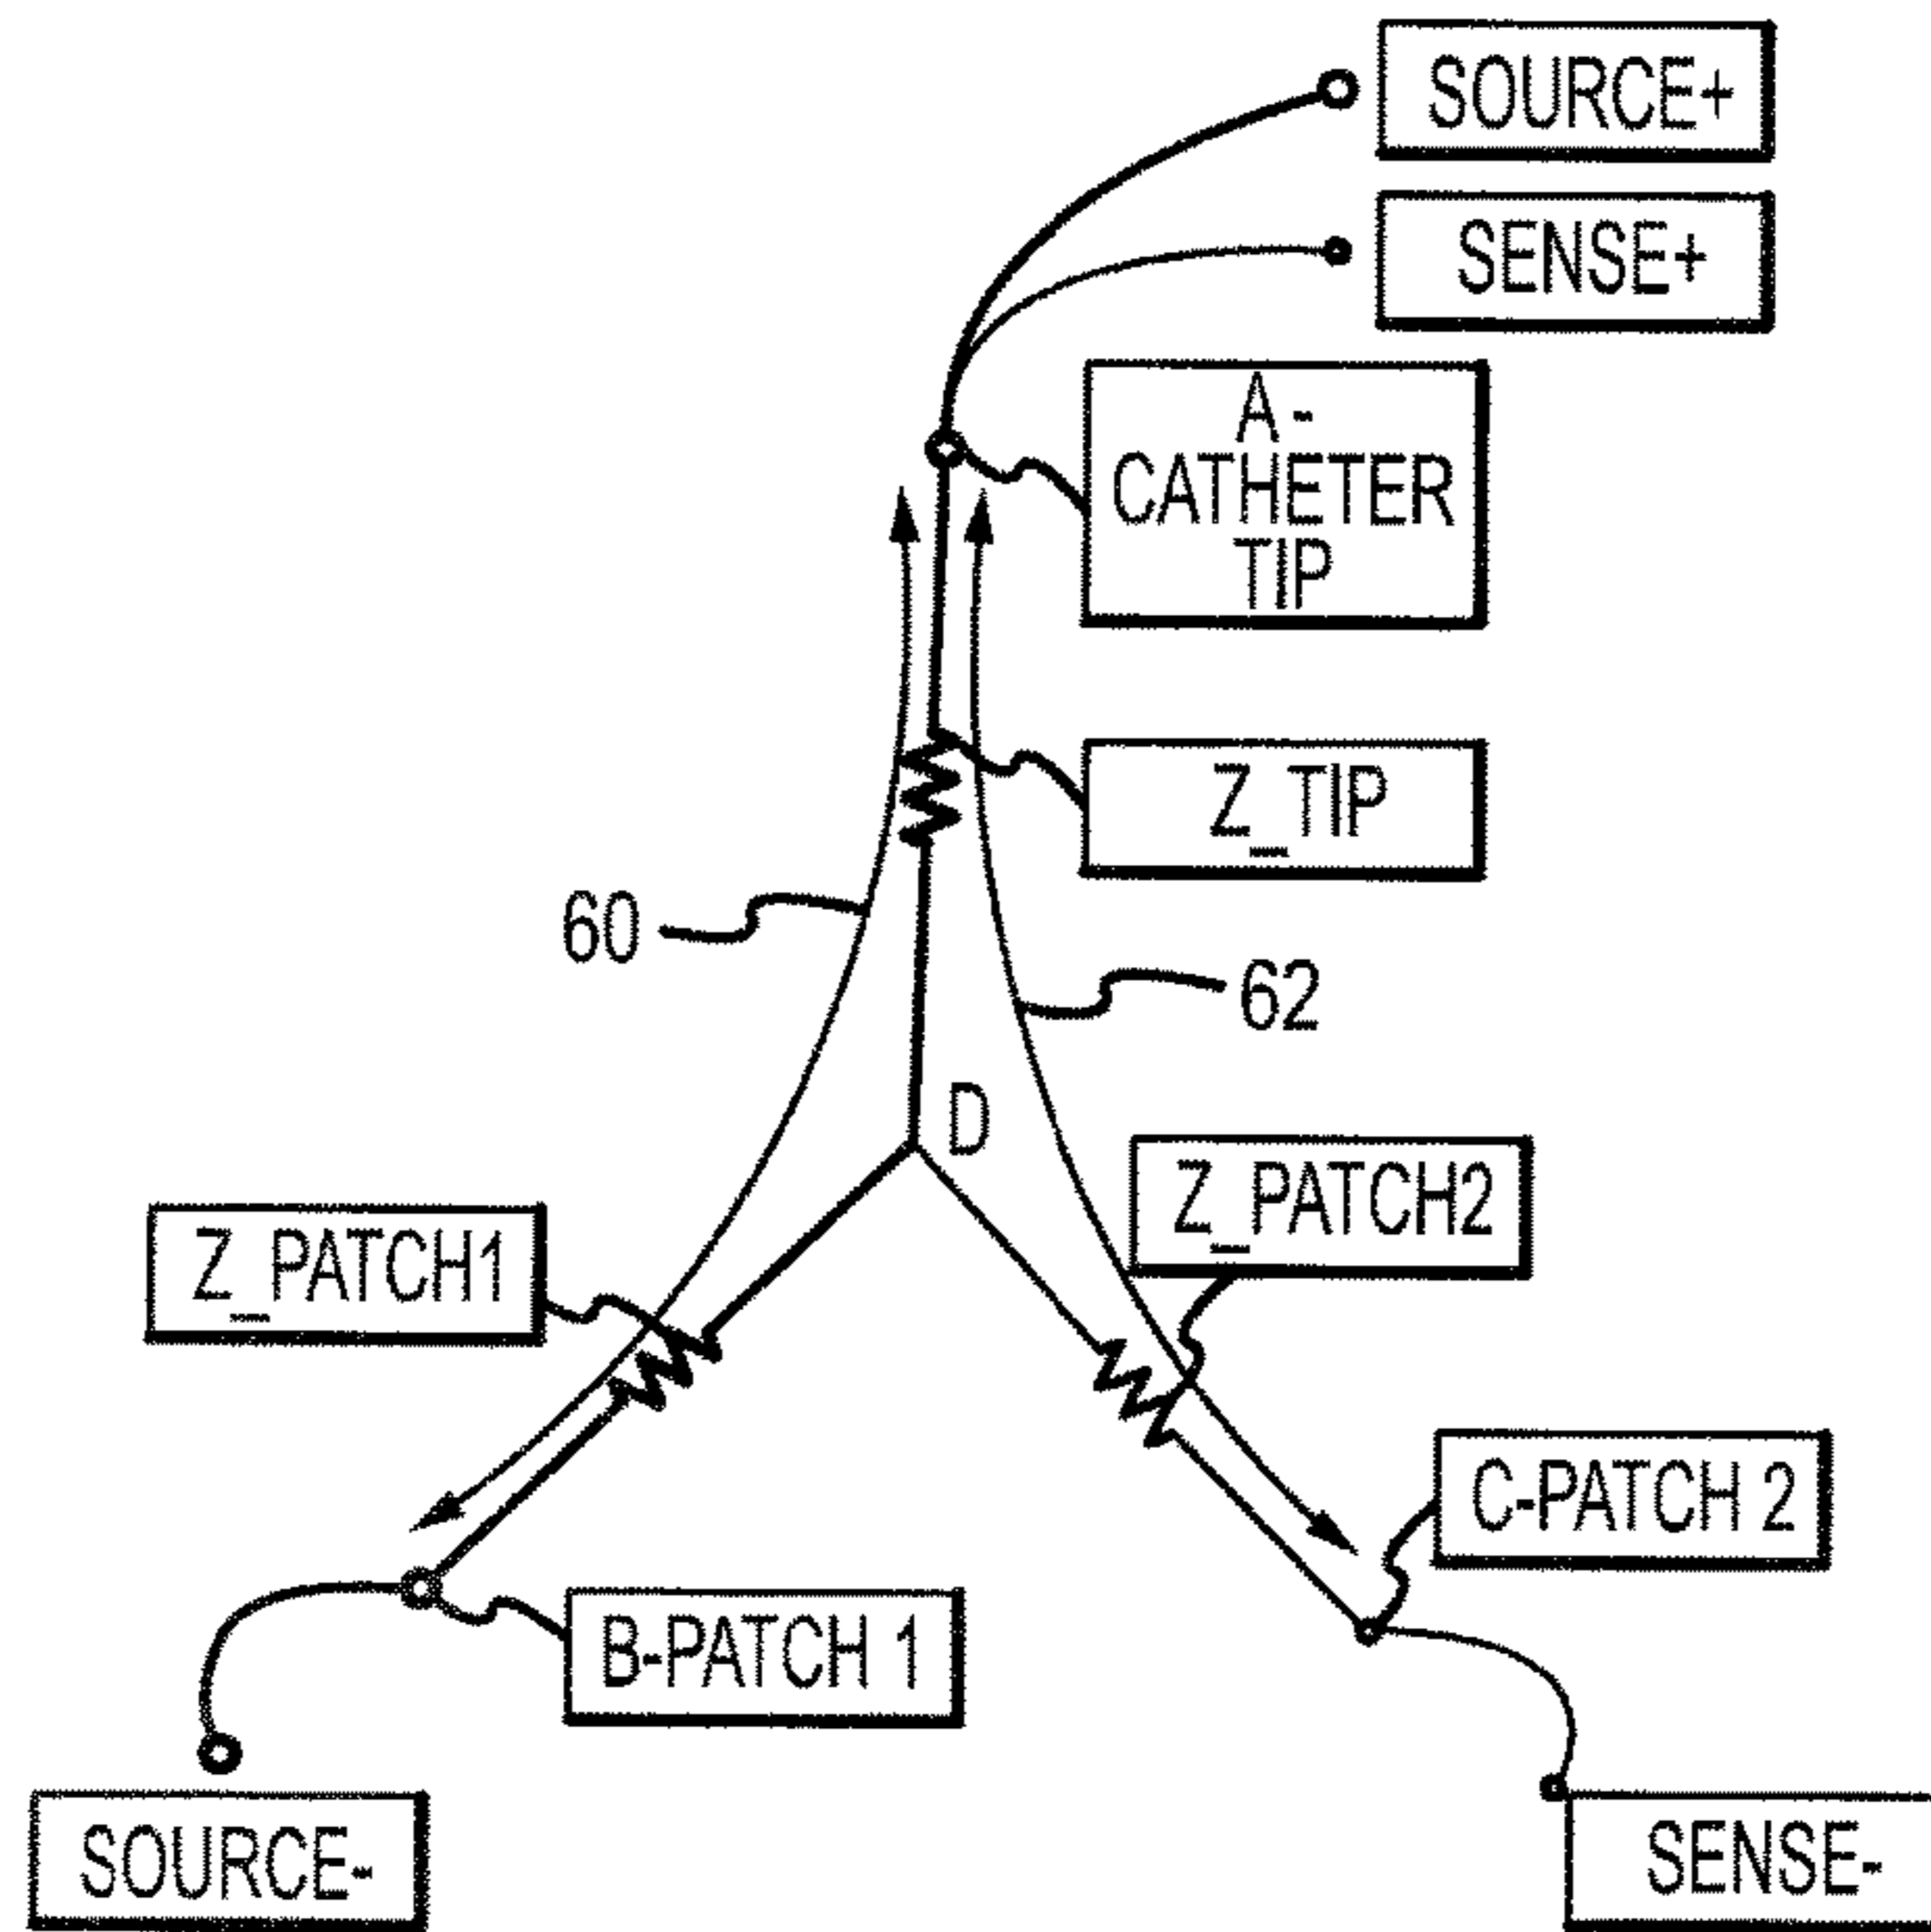 SOURCE+
SENSE+
A -
CATHETER
TIP
Z_TIP
60
62
D
Z_PATCH2
Z_PATCH1
C-PATCH 2
B-PATCH 1
SOURCE-
SENSE-